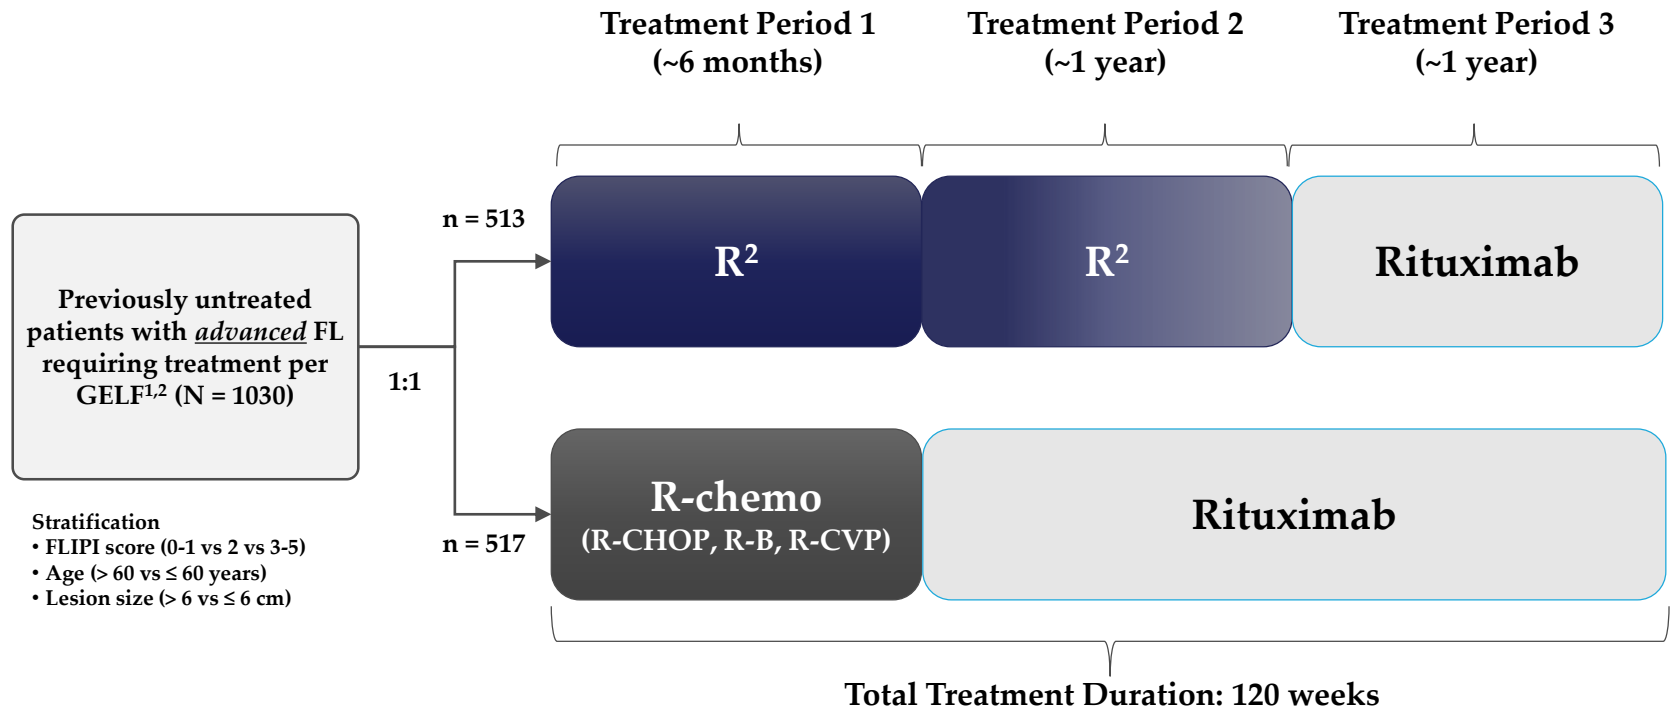 Treatment Period 1
(~6 months)
Treatment Period 2
(~1 year)
Treatment Period 3
(~1 year)
n = 513
R²
R²
Rituximab
Previously untreated
patients with advanced FL
requiring treatment per
GELF¹,² (N = 1030)
1:1
Stratification
• FLIPI score (0-1 vs 2 vs 3-5)
• Age (> 60 vs ≤ 60 years)
• Lesion size (> 6 vs ≤ 6 cm)
n = 517
R-chemo
(R-CHOP, R-B, R-CVP)
Rituximab
Total Treatment Duration: 120 weeks